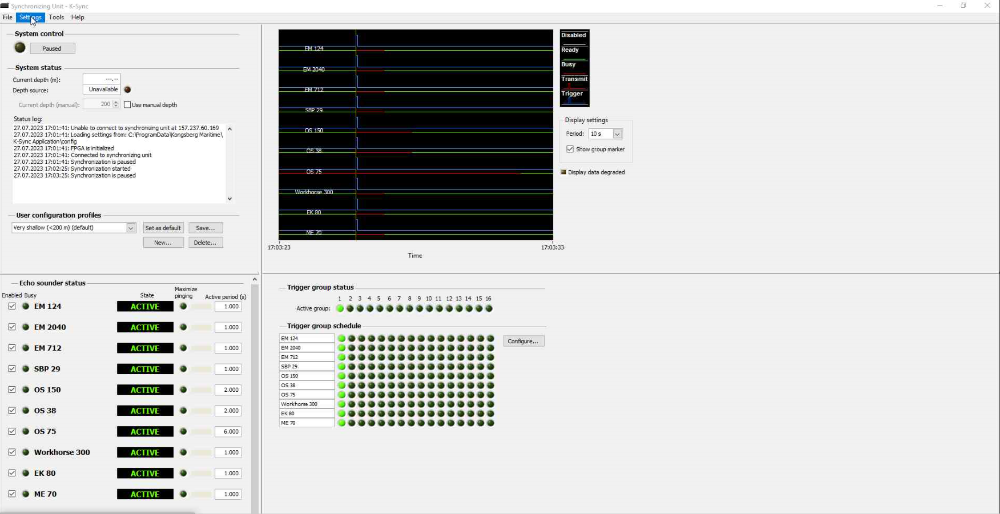 Synchronizing Unit - K-Sync
File Settings Tools Help
System control
Paused
System status
Current depth (m): ---.--
Depth source: Unavailable
Current depth (manual): 200 Use manual depth
Status log:
27.07.2023 17:01:41: Unable to connect to synchronizing unit at 157.237.60.169
27.07.2023 17:01:41: Loading settings from: C:\ProgramData\Kongsberg Maritime\
K-Sync Application\config
27.07.2023 17:01:41: FPGA is initialized
27.07.2023 17:01:41: Connected to synchronizing unit
27.07.2023 17:01:41: Synchronization is paused
27.07.2023 17:02:25: Synchronization started
27.07.2023 17:03:25: Synchronization is paused
User configuration profiles
Very shallow (<200 m) (default) Set as default Save...
New... Delete...
EM 124
EM 2040
EM 712
SBP 29
OS 150
OS 38
OS 75
Workhorse 300
EK 80
ME 70
17:03:23 17:03:33
Time
Disabled
Ready
Busy
Transmit
Trigger
Display settings
Period: 10 s
Show group marker
Display data degraded
Echo sounder status
Enabled Busy State Maximize pinging Active period (s)
EM 124 ACTIVE 1.000
EM 2040 ACTIVE 1.000
EM 712 ACTIVE 1.000
SBP 29 ACTIVE 1.000
OS 150 ACTIVE 2.000
OS 38 ACTIVE 2.000
OS 75 ACTIVE 6.000
Workhorse 300 ACTIVE 1.000
EK 80 ACTIVE 1.000
ME 70 ACTIVE 1.000
Trigger group status
1 2 3 4 5 6 7 8 9 10 11 12 13 14 15 16
Active group:
Trigger group schedule
EM 124
EM 2040
EM 712
SBP 29
OS 150
OS 38
OS 75
Workhorse 300
EK 80
ME 70
Configure...